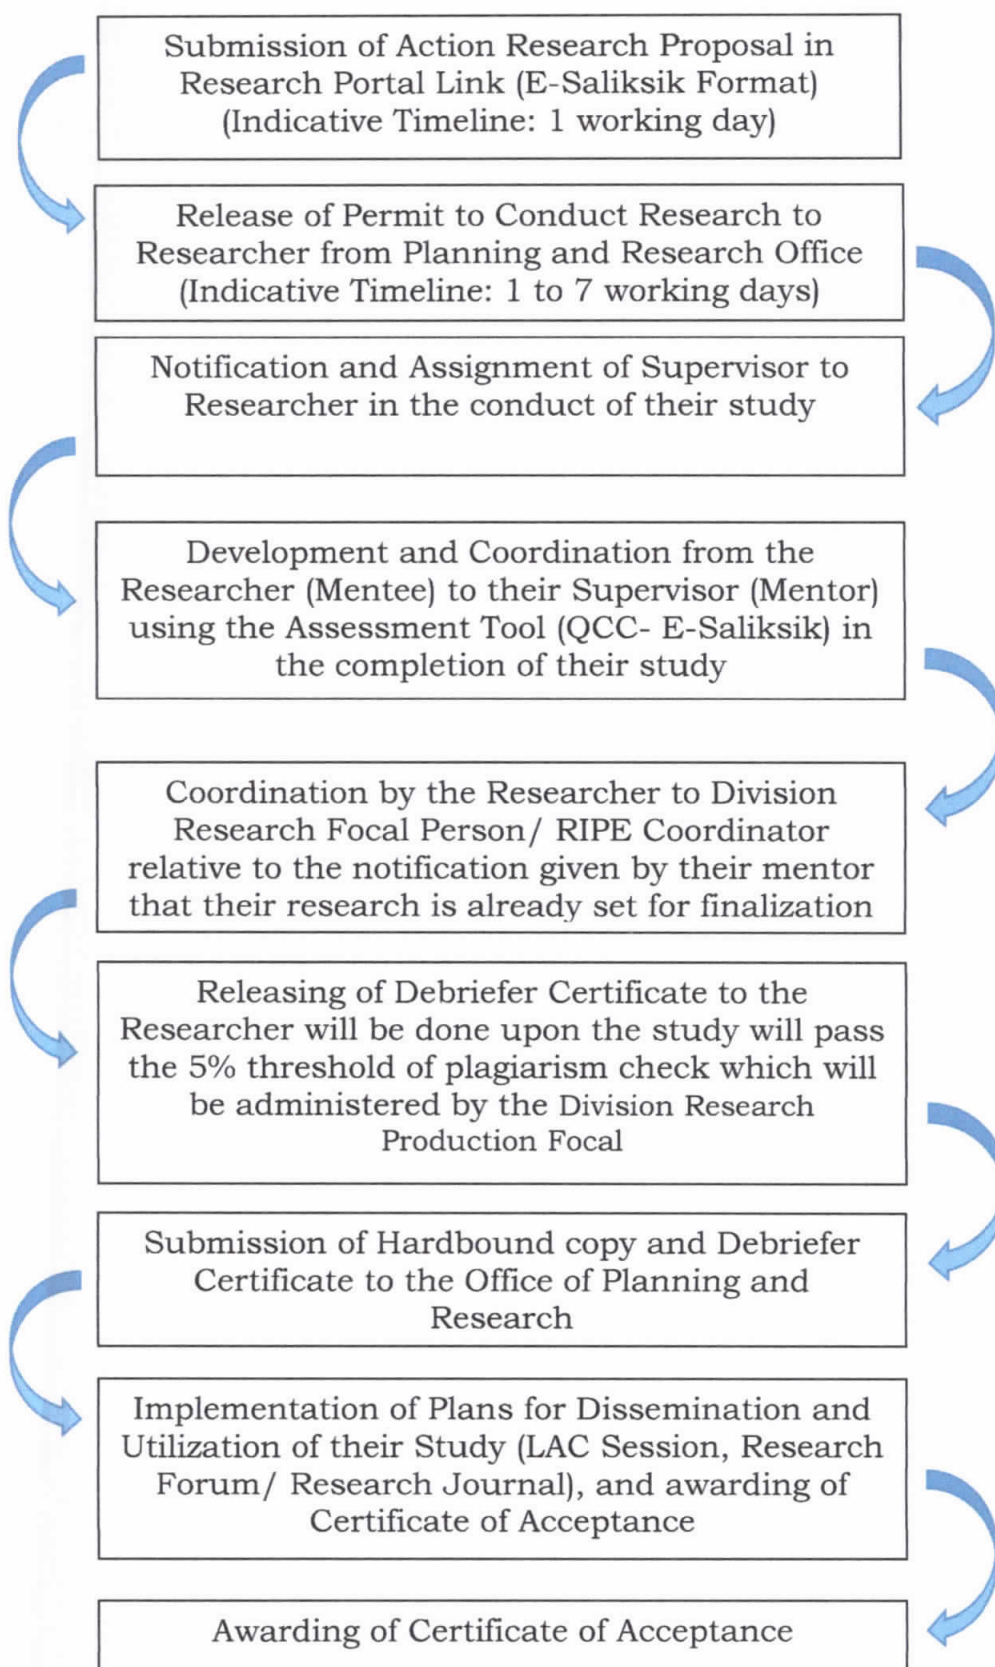 Submission of Action Research Proposal in
Research Portal Link (E-Saliksik Format)
(Indicative Timeline: 1 working day)
Release of Permit to Conduct Research to
Researcher from Planning and Research Office
(Indicative Timeline: 1 to 7 working days)
Notification and Assignment of Supervisor to
Researcher in the conduct of their study
Development and Coordination from the
Researcher (Mentee) to their Supervisor (Mentor)
using the Assessment Tool (QCC- E-Saliksik) in
the completion of their study
Coordination by the Researcher to Division
Research Focal Person/ RIPE Coordinator
relative to the notification given by their mentor
that their research is already set for finalization
Releasing of Debriefer Certificate to the
Researcher will be done upon the study will pass
the 5% threshold of plagiarism check which will
be administered by the Division Research
Production Focal
Submission of Hardbound copy and Debriefer
Certificate to the Office of Planning and
Research
Implementation of Plans for Dissemination and
Utilization of their Study (LAC Session, Research
Forum/ Research Journal), and awarding of
Certificate of Acceptance
Awarding of Certificate of Acceptance